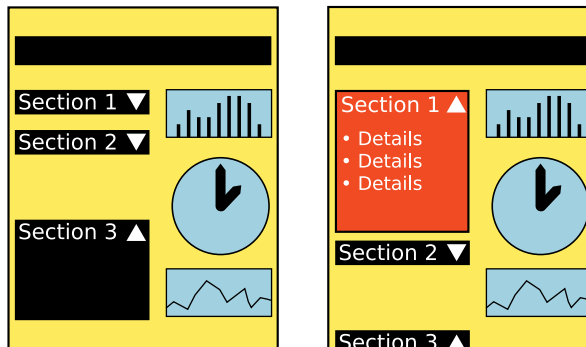 Section 1 ▼
Section 2 ▼
Section 3 ▲
Section 1 ▲
• Details
• Details
• Details
Section 2 ▼
Section 3 ▲